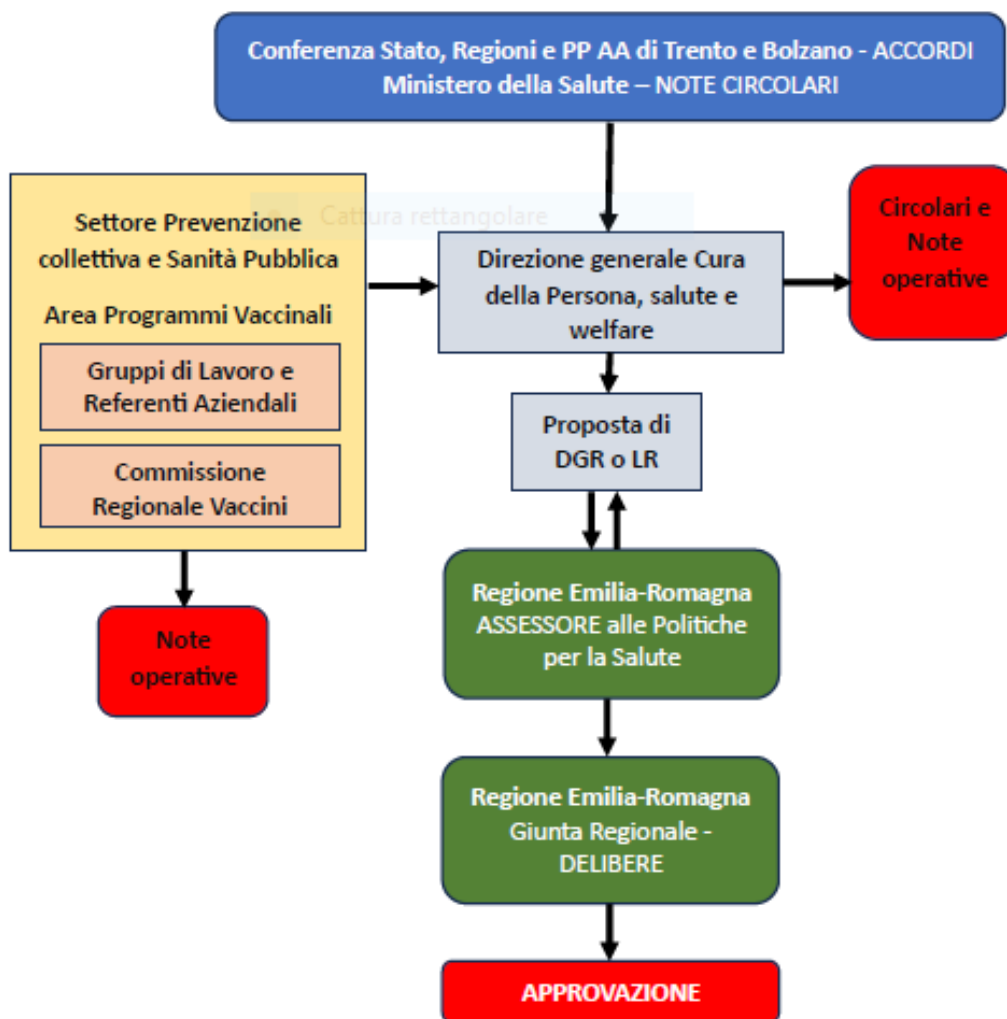 Conferenza Stato, Regioni e PP AA di Trento e Bolzano - ACCORDI
Ministero della Salute – NOTE CIRCOLARI
Settore Prevenzione
collettiva e Sanità Pubblica
Area Programmi Vaccinali
Gruppi di Lavoro e
Referenti Aziendali
Commissione
Regionale Vaccini
Cattura rettangolare
Direzione generale Cura
della Persona, salute e
welfare
Circolari e
Note
operative
Proposta di
DGR o LR
Note
operative
Regione Emilia-Romagna
ASSESSORE alle Politiche
per la Salute
Regione Emilia-Romagna
Giunta Regionale -
DELIBERE
APPROVAZIONE